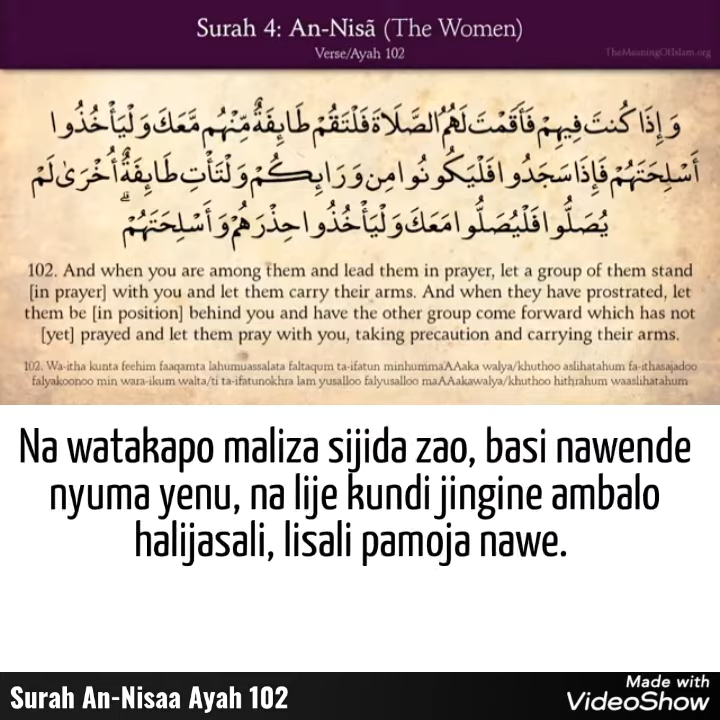 Surah 4: An-Nisã (The Women)
Verse/Ayah 102
TheMeaningOfIslam.org
وَإِذَا كُنتَ فِيهِمْ فَأَقَمْتَ لَهُمُ الصَّلَاةَ فَلْتَقُمْ طَائِفَةٌ مِّنْهُم مَّعَكَ وَلْيَأْخُذُوا
أَسْلِحَتَهُمْ فَإِذَا سَجَدُوا فَلْيَكُونُوا مِن وَرَائِكُمْ وَلْتَأْتِ طَائِفَةٌ أُخْرَىٰ لَمْ
يُصَلُّوا فَلْيُصَلُّوا مَعَكَ وَلْيَأْخُذُوا حِذْرَهُمْ وَأَسْلِحَتَهُمْ ۗ
102. And when you are among them and lead them in prayer, let a group of them stand
[in prayer] with you and let them carry their arms. And when they have prostrated, let
them be [in position] behind you and have the other group come forward which has not
[yet] prayed and let them pray with you, taking precaution and carrying their arms.
102. Wa-itha kunta feehim faaqamta lahumuassalata faltaqum ta-ifatun minhummaAAaka walya/khuthoo aslihatahum fa-ithasajadoo
falyakoonoo min wara-ikum walta/ti ta-ifatunokhra lam yusalloo falyusalloo maAAakawalya/khuthoo hithrahum waaslihatahum
Na watakapo maliza sijida zao, basi nawende
nyuma yenu, na lije kundi jingine ambalo
halijasali, lisali pamoja nawe.
Surah An-Nisaa Ayah 102
Made with
VideoShow